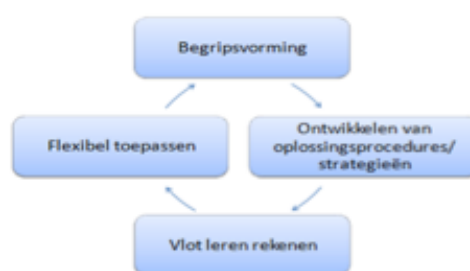 Begripsvorming
Ontwikkelen van
oplossingsprocedures/
strategieën
Vlot leren rekenen
Flexibel toepassen